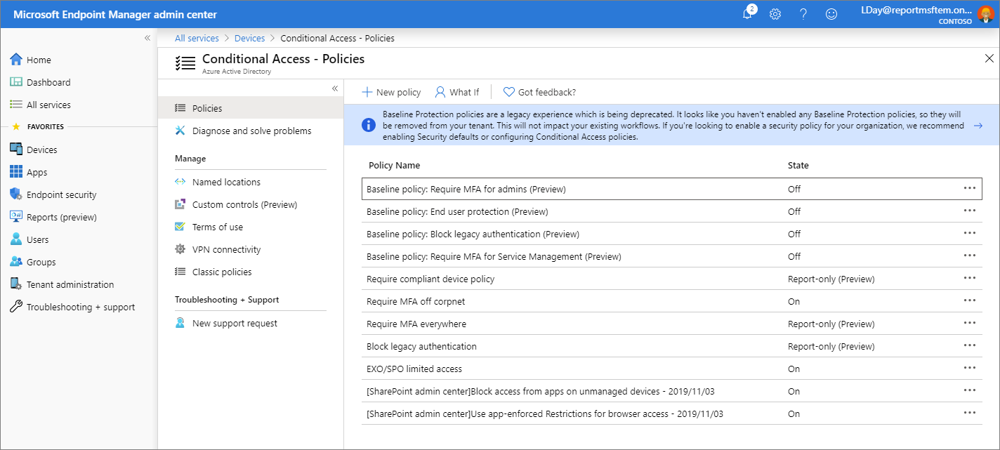 Microsoft Endpoint Manager admin center
2
LDay@reportmsftem.on...
CONTOSO
All services > Devices > Conditional Access - Policies
Home
Dashboard
All services
FAVORITES
Devices
Apps
Endpoint security
Reports (preview)
Users
Groups
Tenant administration
Troubleshooting + support
Conditional Access - Policies
Azure Active Directory
Policies
Diagnose and solve problems
Manage
Named locations
Custom controls (Preview)
Terms of use
VPN connectivity
Classic policies
Troubleshooting + Support
New support request
New policy What If Got feedback?
Baseline Protection policies are a legacy experience which is being deprecated. It looks like you haven't enabled any Baseline Protection policies, so they will
be removed from your tenant. This will not impact your existing workflows. If you're looking to enable a security policy for your organization, we recommend
enabling Security defaults or configuring Conditional Access policies.
Policy Name State
Baseline policy: Require MFA for admins (Preview) Off
Baseline policy: End user protection (Preview) Off
Baseline policy: Block legacy authentication (Preview) Off
Baseline policy: Require MFA for Service Management (Preview) Off
Require compliant device policy Report-only (Preview)
Require MFA off corpnet On
Require MFA everywhere Report-only (Preview)
Block legacy authentication Report-only (Preview)
EXO/SPO limited access On
[SharePoint admin center]Block access from apps on unmanaged devices - 2019/11/03 On
[SharePoint admin center]Use app-enforced Restrictions for browser access - 2019/11/03 On